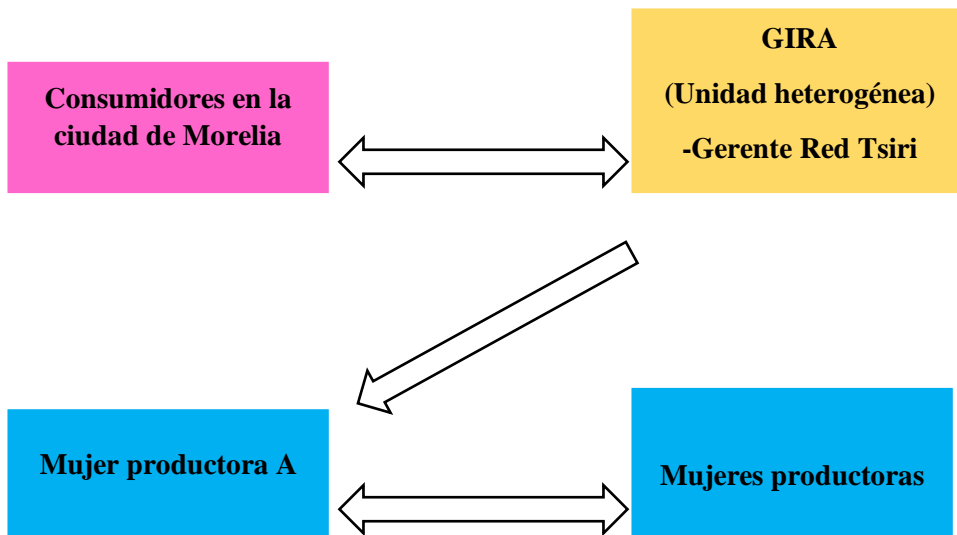 Consumidores en la
ciudad de Morelia
GIRA
(Unidad heterogénea)
-Gerente Red Tsiri
Mujer productora A
Mujeres productoras